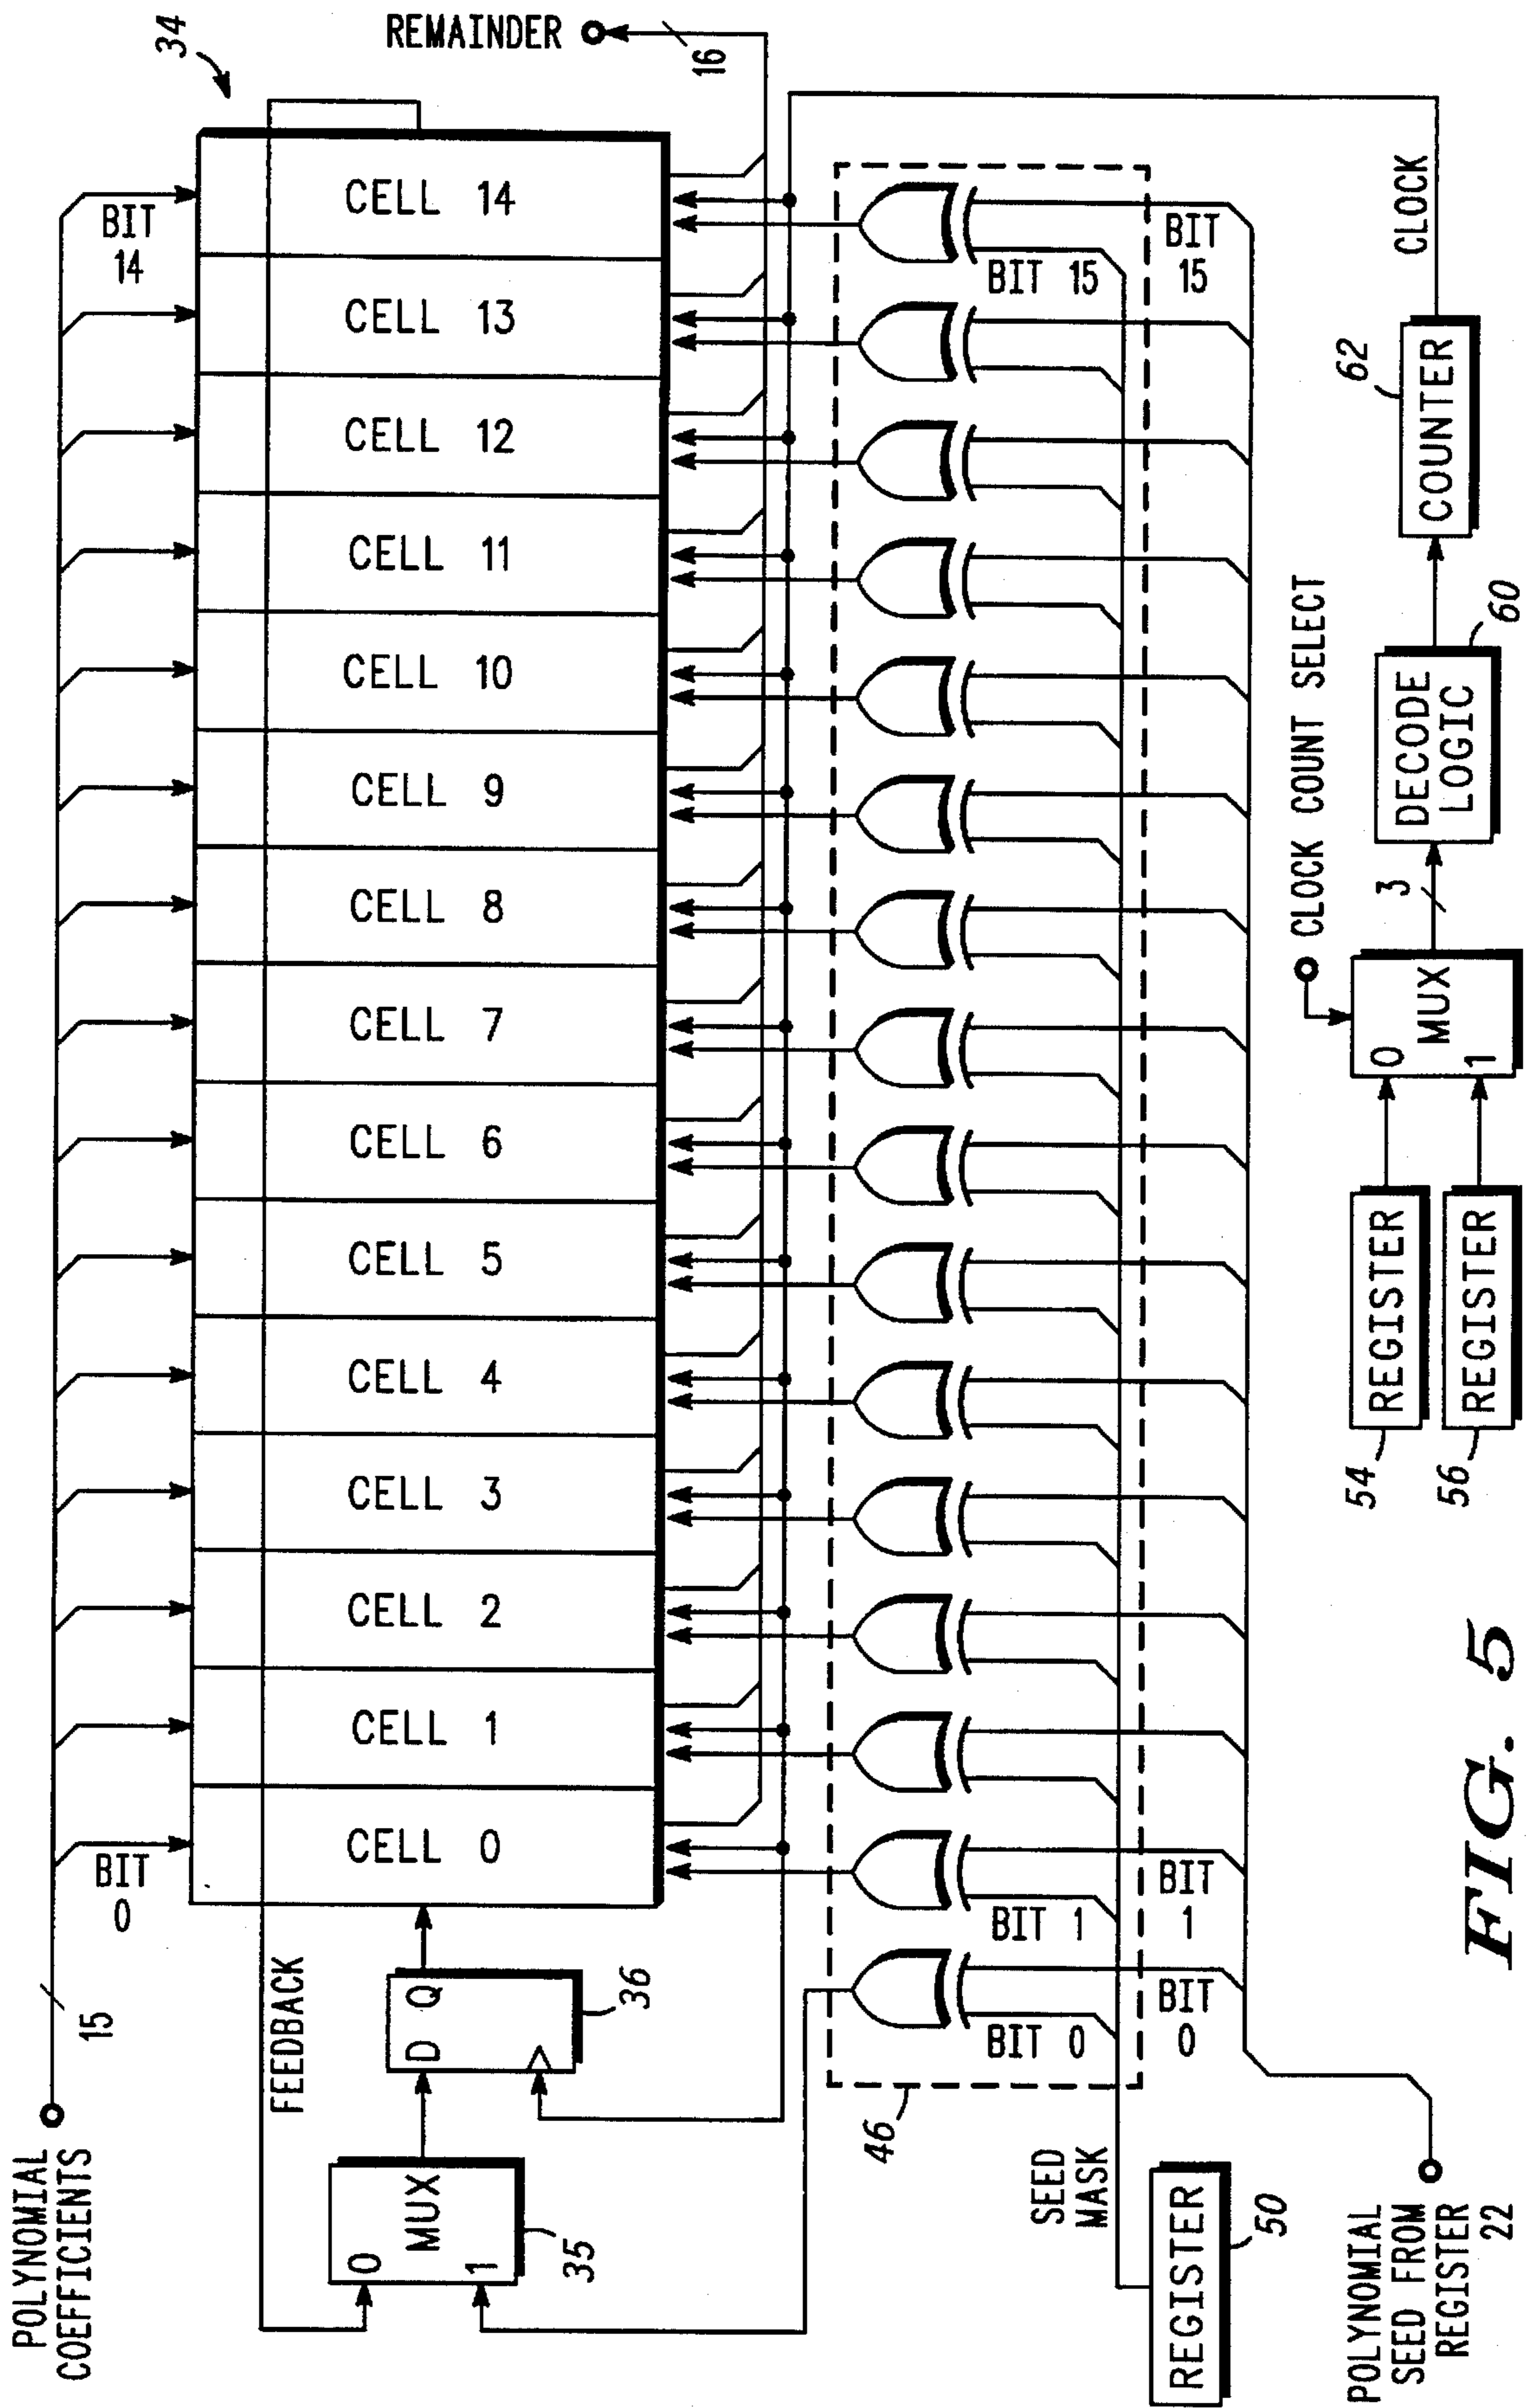 POLYNOMIAL
COEFFICIENTS
15
BIT
0
BIT
14
34
REMAINDER
16
FEEDBACK
0
MUX
1
35
D Q
36
CELL 0
CELL 1
CELL 2
CELL 3
CELL 4
CELL 5
CELL 6
CELL 7
CELL 8
CELL 9
CELL 10
CELL 11
CELL 12
CELL 13
CELL 14
46
BIT 0
BIT 1
BIT 15
SEED
MASK
BIT
0
BIT
1
BIT
15
REGISTER
50
POLYNOMIAL
SEED FROM
REGISTER
22
CLOCK COUNT SELECT
54
REGISTER
56
REGISTER
0
MUX
1
3
DECODE
LOGIC
60
COUNTER
62
CLOCK
FIG. 5